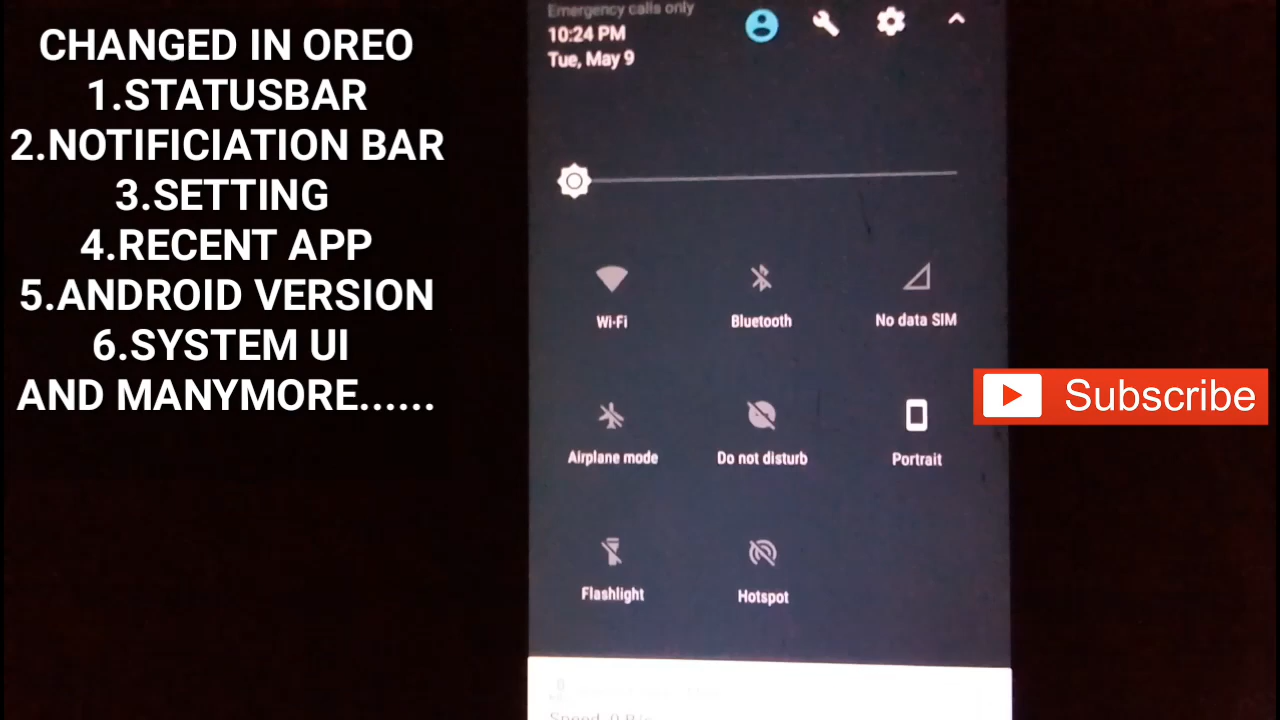 CHANGED IN OREO
1.STATUSBAR
2.NOTIFICIATION BAR
3.SETTING
4.RECENT APP
5.ANDROID VERSION
6.SYSTEM UI
AND MANYMORE......
Emergency calls only
10:24 PM
Tue, May 9
Wi-Fi
Bluetooth
No data SIM
Airplane mode
Do not disturb
Portrait
Flashlight
Hotspot
Subscribe
Speed